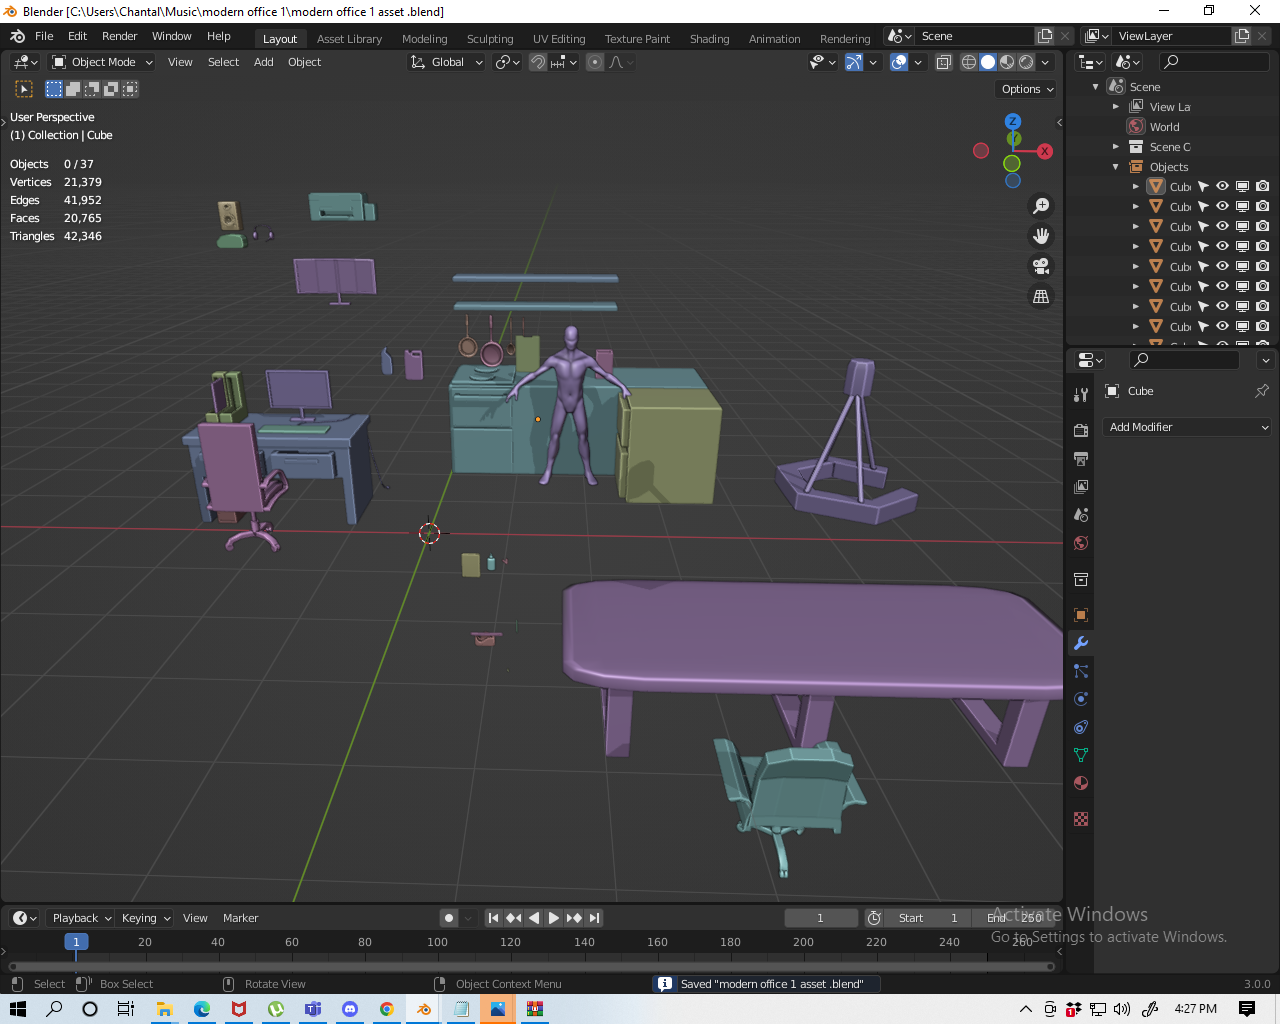 Blender [C:\Users\Chantal\Music\modern office 1\modern office 1 asset .blend]
File Edit Render Window Help Layout Asset Library Modeling Sculpting UV Editing Texture Paint Shading Animation Rendering Scene ViewLayer
Object Mode View Select Add Object Global
Options
User Perspective
(1) Collection | Cube
Objects 0 / 37
Vertices 21,379
Edges 41,952
Faces 20,765
Triangles 42,346
Z
Y
X
Scene
View La
World
Scene C
Objects
Cub
Cub
Cub
Cub
Cub
Cub
Cub
Cub
Cube
Add Modifier
Playback Keying View Marker 1 Start 1 End 250
1 20 40 60 80 100 120 140 160 180 200 220 240 260
Activate Windows
Go to Settings to activate Windows.
Select Box Select Rotate View Object Context Menu Saved "modern office 1 asset .blend" 3.0.0
4:27 PM